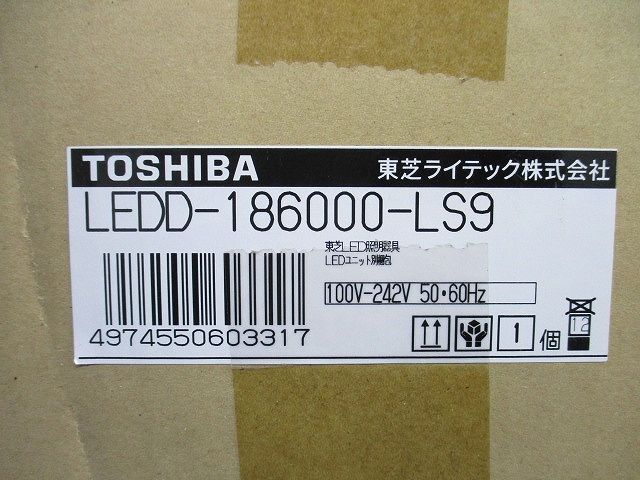 TOSHIBA 東芝ライテック株式会社
LEDD-186000-LS9
東芝LED照明器具
LEDユニット別梱包
100V-242V 50・60Hz
4974550603317
1 個
12